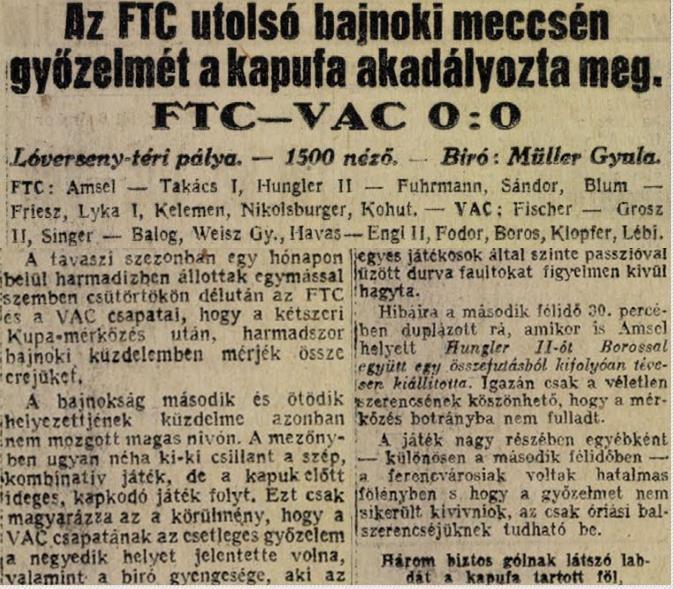 Az FTC utolsó bajnoki meccsén
győzelmét a kapufa akadályozta meg.
FTC—VAC 0:0
Lóverseny-téri pálya. — 1500 néző. — Biró: Müller Gyula.
FTC: Amsel — Takács I, Hungler II — Fuhrmann, Sándor, Blum —
Friesz, Lyka I, Kelemen, Nikolsburger, Kohut. — VAC: Fischer — Grosz
II, Singer — Balog, Weisz Gy., Havas — Engl II, Fodor, Boros, Klopfer, Lébi.
A tavaszi szezonban egy hónapon
belül harmadizben állottak egymással
szemben csütörtökön délután az FTC
és a VAC csapatai, hogy a kétszeri
Kupa-mérkőzés után, harmadszor
bajnoki küzdelemben mérjék össze
erejüket.
A bajnokság második és ötödik
helyezettjének küzdelme azonban
nem mozgott magas nivón. A mezőny-
ben ugyan néha ki-ki csillant a szép,
kombinativ játék, de a kapuk előtt
ideges, kapkodó játék folyt. Ezt csak
magyarázza az a körülmény, hogy a
VAC csapatának az esetleges győzelem
a negyedik helyet jelentette volna,
valamint a biró gyengesége, aki az
egyes játékosok által szinte passzióval
űzött durva faultokat figyelmen kivül
hagyta.
Hibáira a második félidő 30. percé-
ben duplázott rá, amikor is Amsel
helyett Hungler II-őt Borossal
együtt egy összefutásból kifolyóan téve-
sen kiállitotta. Igazán csak a véletlen
szerencsének köszönhető, hogy a mér-
kőzés botrányba nem fulladt.
A játék nagy részében egyébként
— különösen a második félidőben —
a ferencvárosiak voltak hatalmas
fölényben s hogy a győzelmet nem
sikerült kivivniok, az csak óriási bal-
szerencséjüknek tudható be.
Három biztos gólnak látszó lab-
dát a kapufa tartott föl,